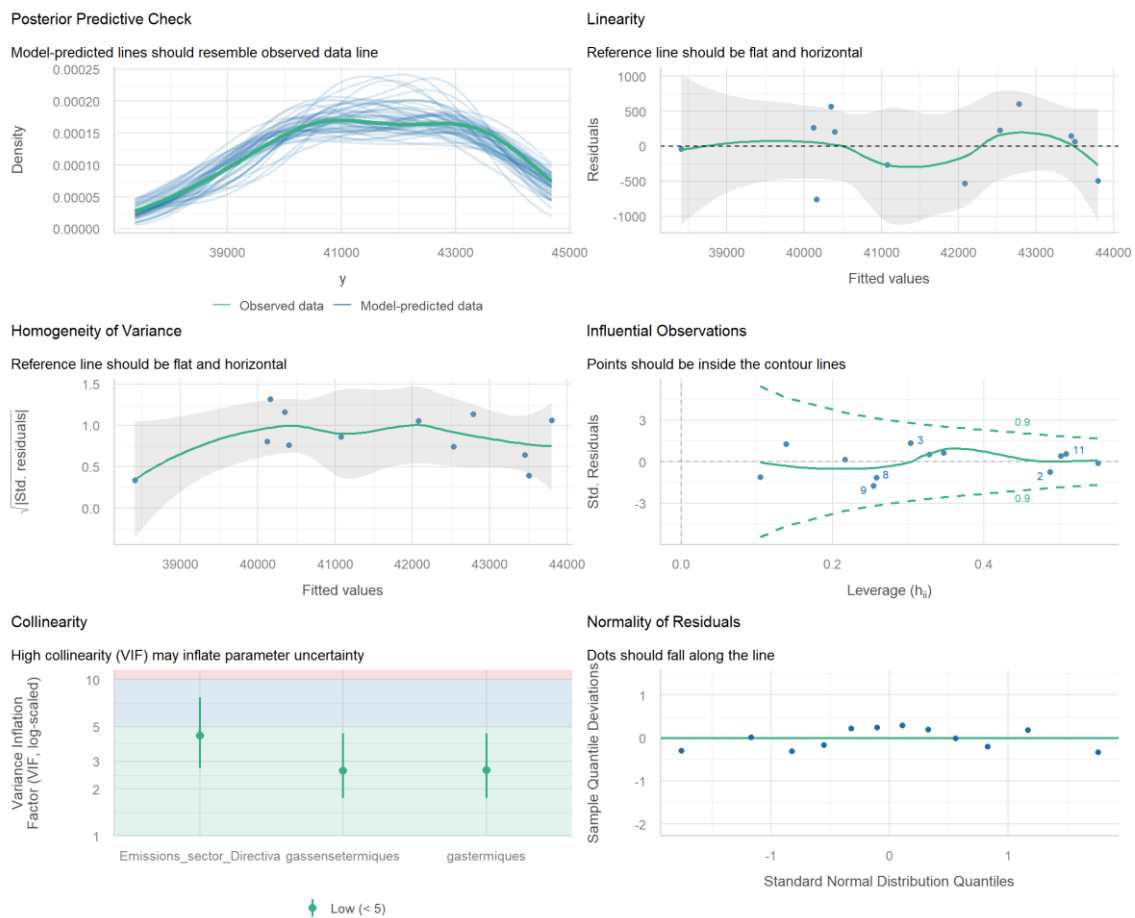 Posterior Predictive Check
Model-predicted lines should resemble observed data line
0.00025
0.00020
0.00015
0.00010
0.00005
0.00000
Density
39000 41000 43000 45000
y
Observed data Model-predicted data
Linearity
Reference line should be flat and horizontal
1000
500
0
-500
-1000
Residuals
39000 40000 41000 42000 43000 44000
Fitted values
Homogeneity of Variance
Reference line should be flat and horizontal
1.5
1.0
0.5
0.0
√|Std. residuals|
39000 40000 41000 42000 43000 44000
Fitted values
Influential Observations
Points should be inside the contour lines
3
0
-3
Std. Residuals
0.9
3
11
8
2
9
0.9
0.0 0.2 0.4
Leverage (hii)
Collinearity
High collinearity (VIF) may inflate parameter uncertainty
10
5
3
2
1
Variance Inflation
Factor (VIF, log-scaled)
Emissions_sector_Directiva gassensetermiques gastermiques
Low (< 5)
Normality of Residuals
Dots should fall along the line
1
0
-1
-2
Sample Quantile Deviations
-1 0 1
Standard Normal Distribution Quantiles